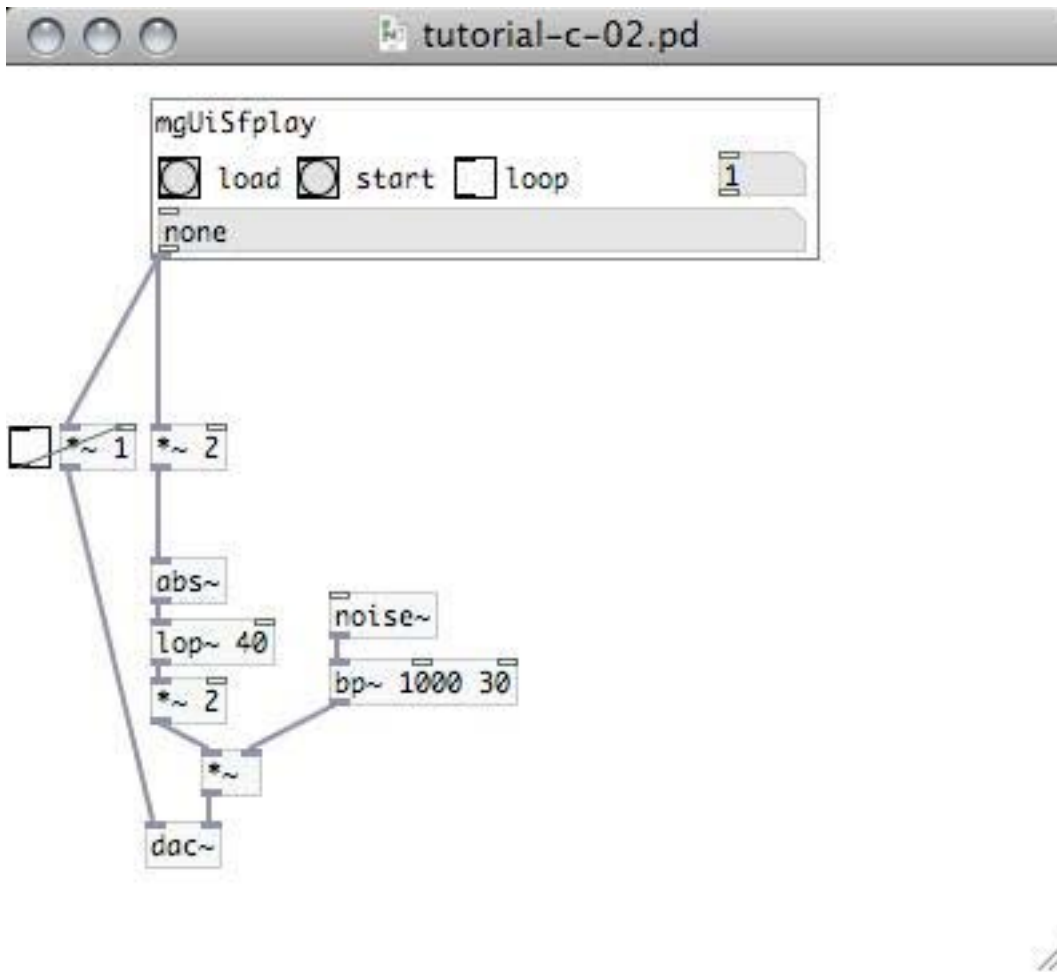 tutorial-c-02.pd
mgUiSfplay
load start loop 1
none
*~ 1 *~ 2
abs~
noise~
lop~ 40
bp~ 1000 30
*~ 2
*~
dac~